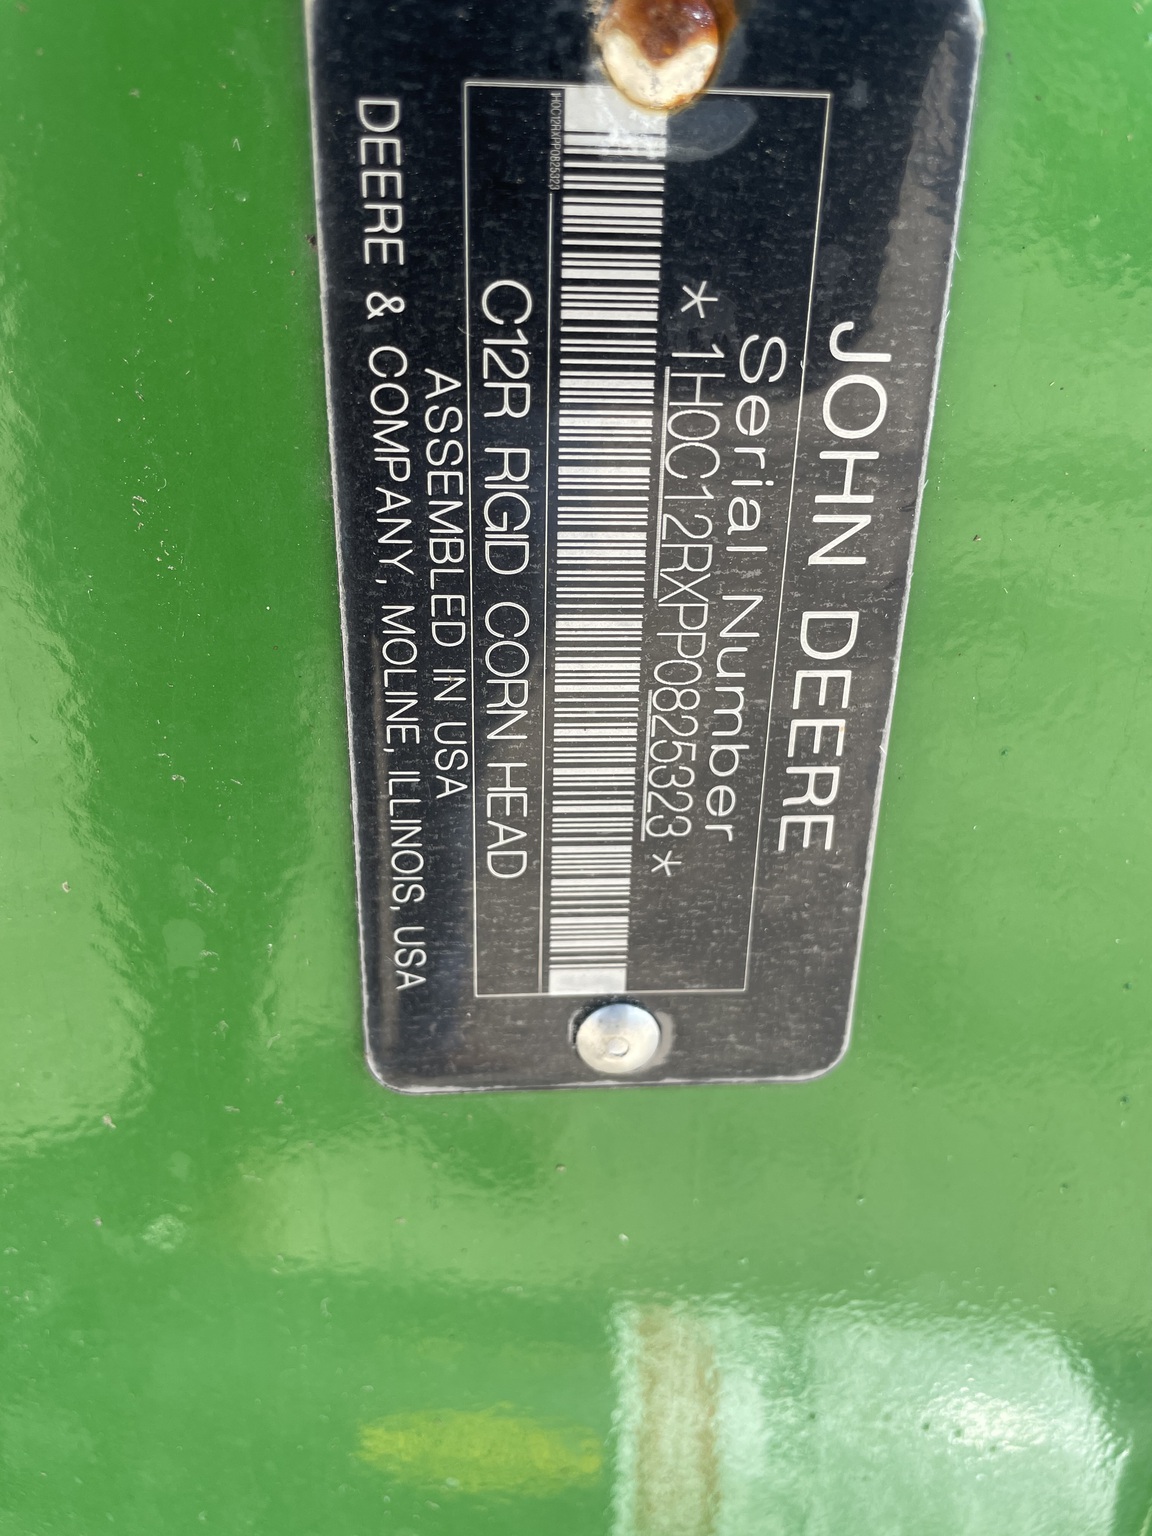 JOHN DEERE
Serial Number
* 1H0C12RXPP0825323 *
1H0C12RXPP0825323
C12R RIGID CORN HEAD
ASSEMBLED IN USA
DEERE & COMPANY, MOLINE, ILLINOIS, USA